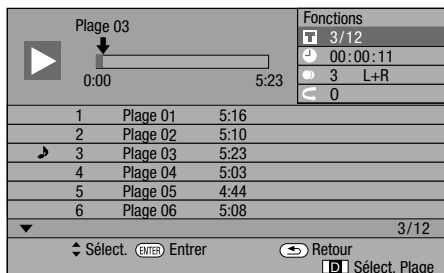 Plage 03
0:00 5:23
Fonctions
T 3/12
00:00:11
3 L+R
0
1 Plage 01 5:16
2 Plage 02 5:10
3 Plage 03 5:23
4 Plage 04 5:03
5 Plage 05 4:44
6 Plage 06 5:08
3/12
Sélect. ENTER Entrer Retour
D Sélect. Plage